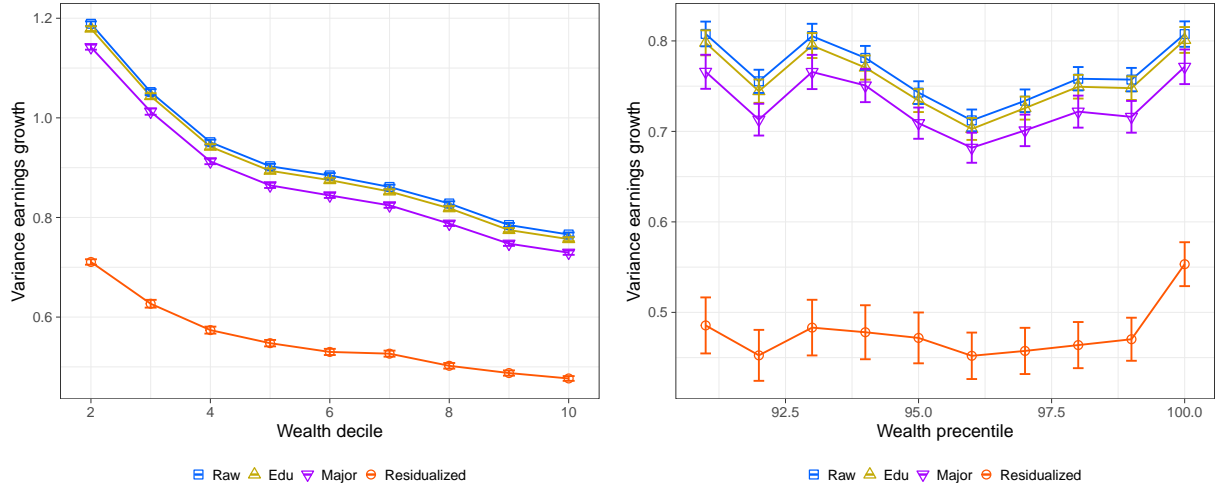 Variance earnings growth
1.2
1.0
0.8
0.6
2
4
6
8
10
Wealth decile
Raw Edu Major Residualized
Variance earnings growth
0.8
0.7
0.6
0.5
92.5
95.0
97.5
100.0
Wealth precentile
Raw Edu Major Residualized